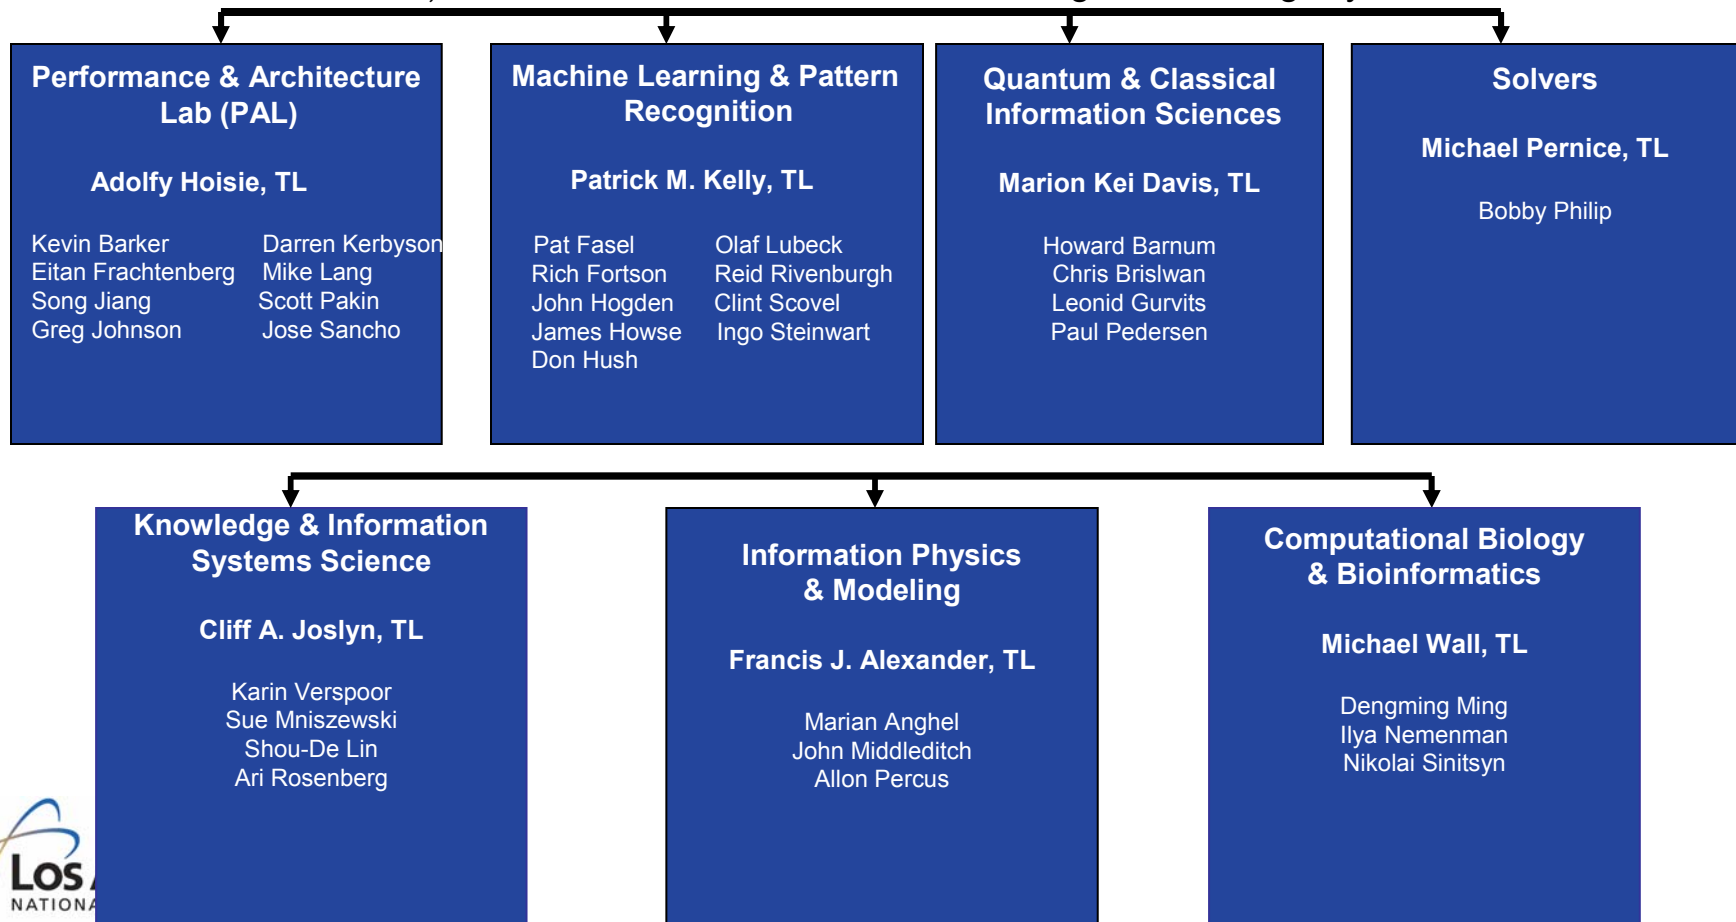 Performance & Architecture
Lab (PAL)
Adolfy Hoisie, TL
Kevin Barker Darren Kerbyson
Eitan Frachtenberg Mike Lang
Song Jiang Scott Pakin
Greg Johnson Jose Sancho
Machine Learning & Pattern
Recognition
Patrick M. Kelly, TL
Pat Fasel Olaf Lubeck
Rich Fortson Reid Rivenburgh
John Hogden Clint Scovel
James Howse Ingo Steinwart
Don Hush
Quantum & Classical
Information Sciences
Marion Kei Davis, TL
Howard Barnum
Chris Brislwan
Leonid Gurvits
Paul Pedersen
Solvers
Michael Pernice, TL
Bobby Philip
Knowledge & Information
Systems Science
Cliff A. Joslyn, TL
Karin Verspoor
Sue Mniszewski
Shou-De Lin
Ari Rosenberg
Information Physics
& Modeling
Francis J. Alexander, TL
Marian Anghel
John Middleditch
Allon Percus
Computational Biology
& Bioinformatics
Michael Wall, TL
Dengming Ming
Ilya Nemenman
Nikolai Sinitsyn
LOS